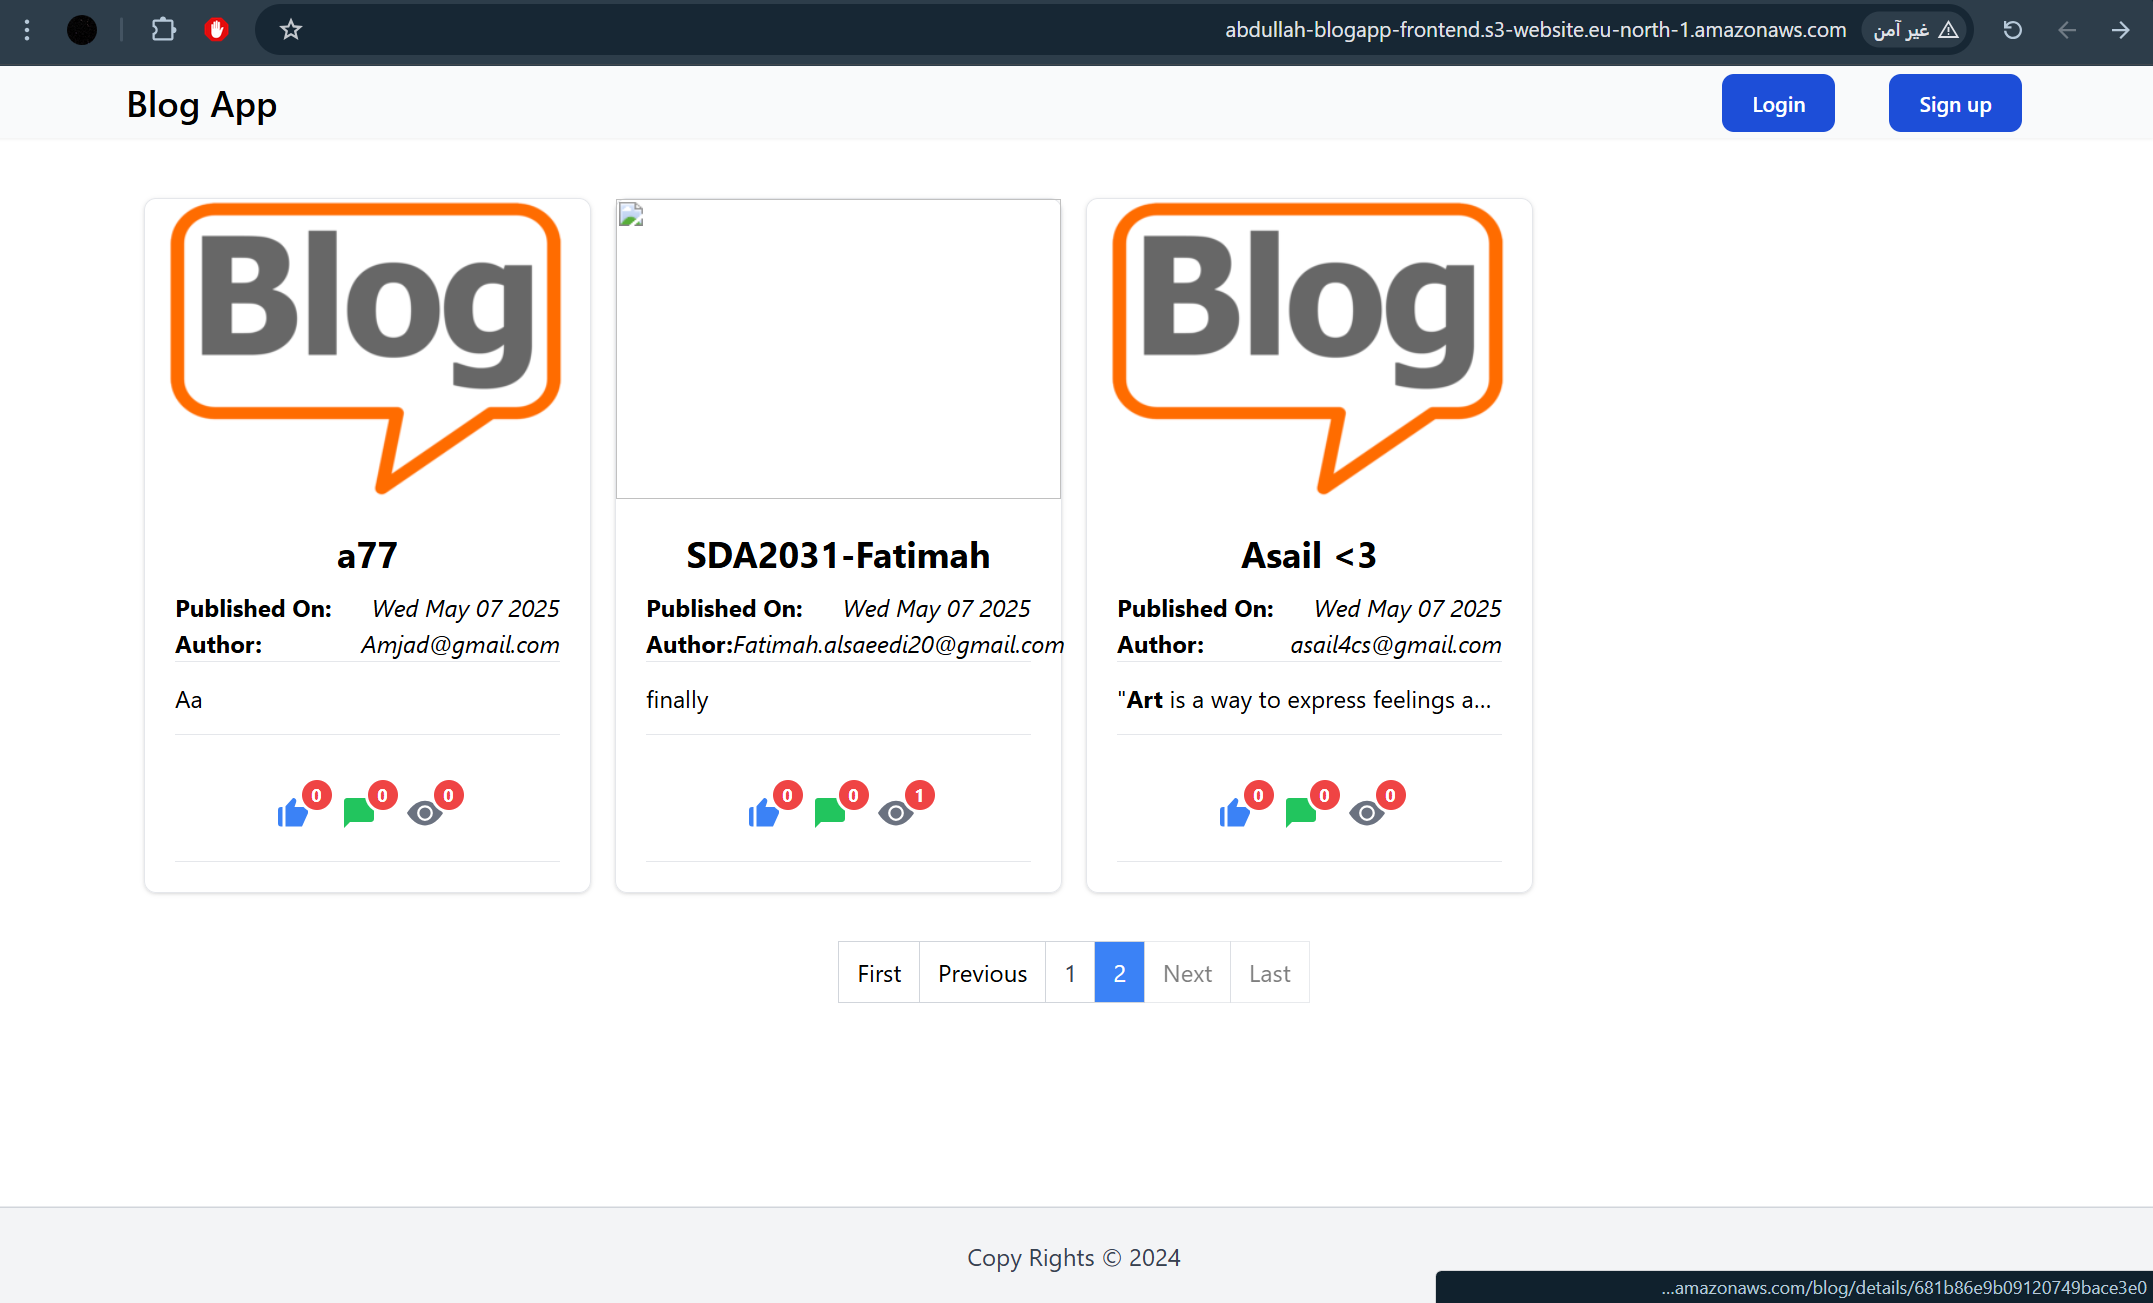 abdullah-blogapp-frontend.s3-website.eu-north-1.amazonaws.com
غير آمن
Blog App
Login
Sign up
Blog
a77
Published On: Wed May 07 2025
Author: Amjad@gmail.com
Aa
0 0 0
SDA2031-Fatimah
Published On: Wed May 07 2025
Author:Fatimah.alsaeedi20@gmail.com
finally
0 0 1
Blog
Asail <3
Published On: Wed May 07 2025
Author: asail4cs@gmail.com
"Art is a way to express feelings a...
0 0 0
First Previous 1 2 Next Last
Copy Rights © 2024
...amazonaws.com/blog/details/681b86e9b09120749bace3e0